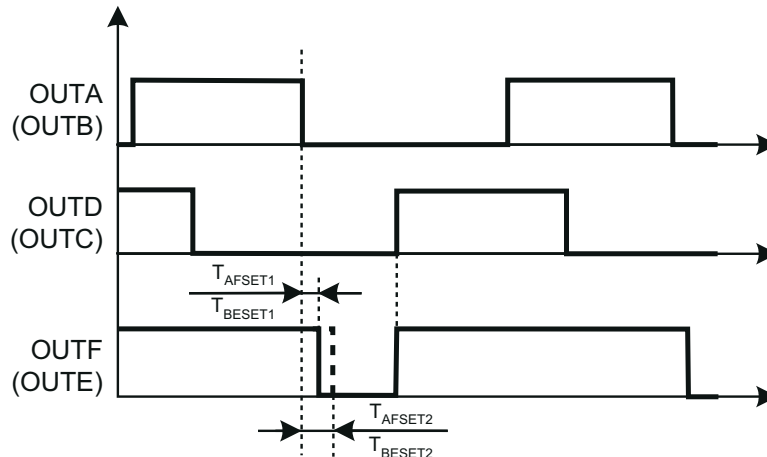 OUTA
(OUTB)
OUTD
(OUTC)
TAFSET1
TBESET1
OUTF
(OUTE)
TAFSET2
TBESET2